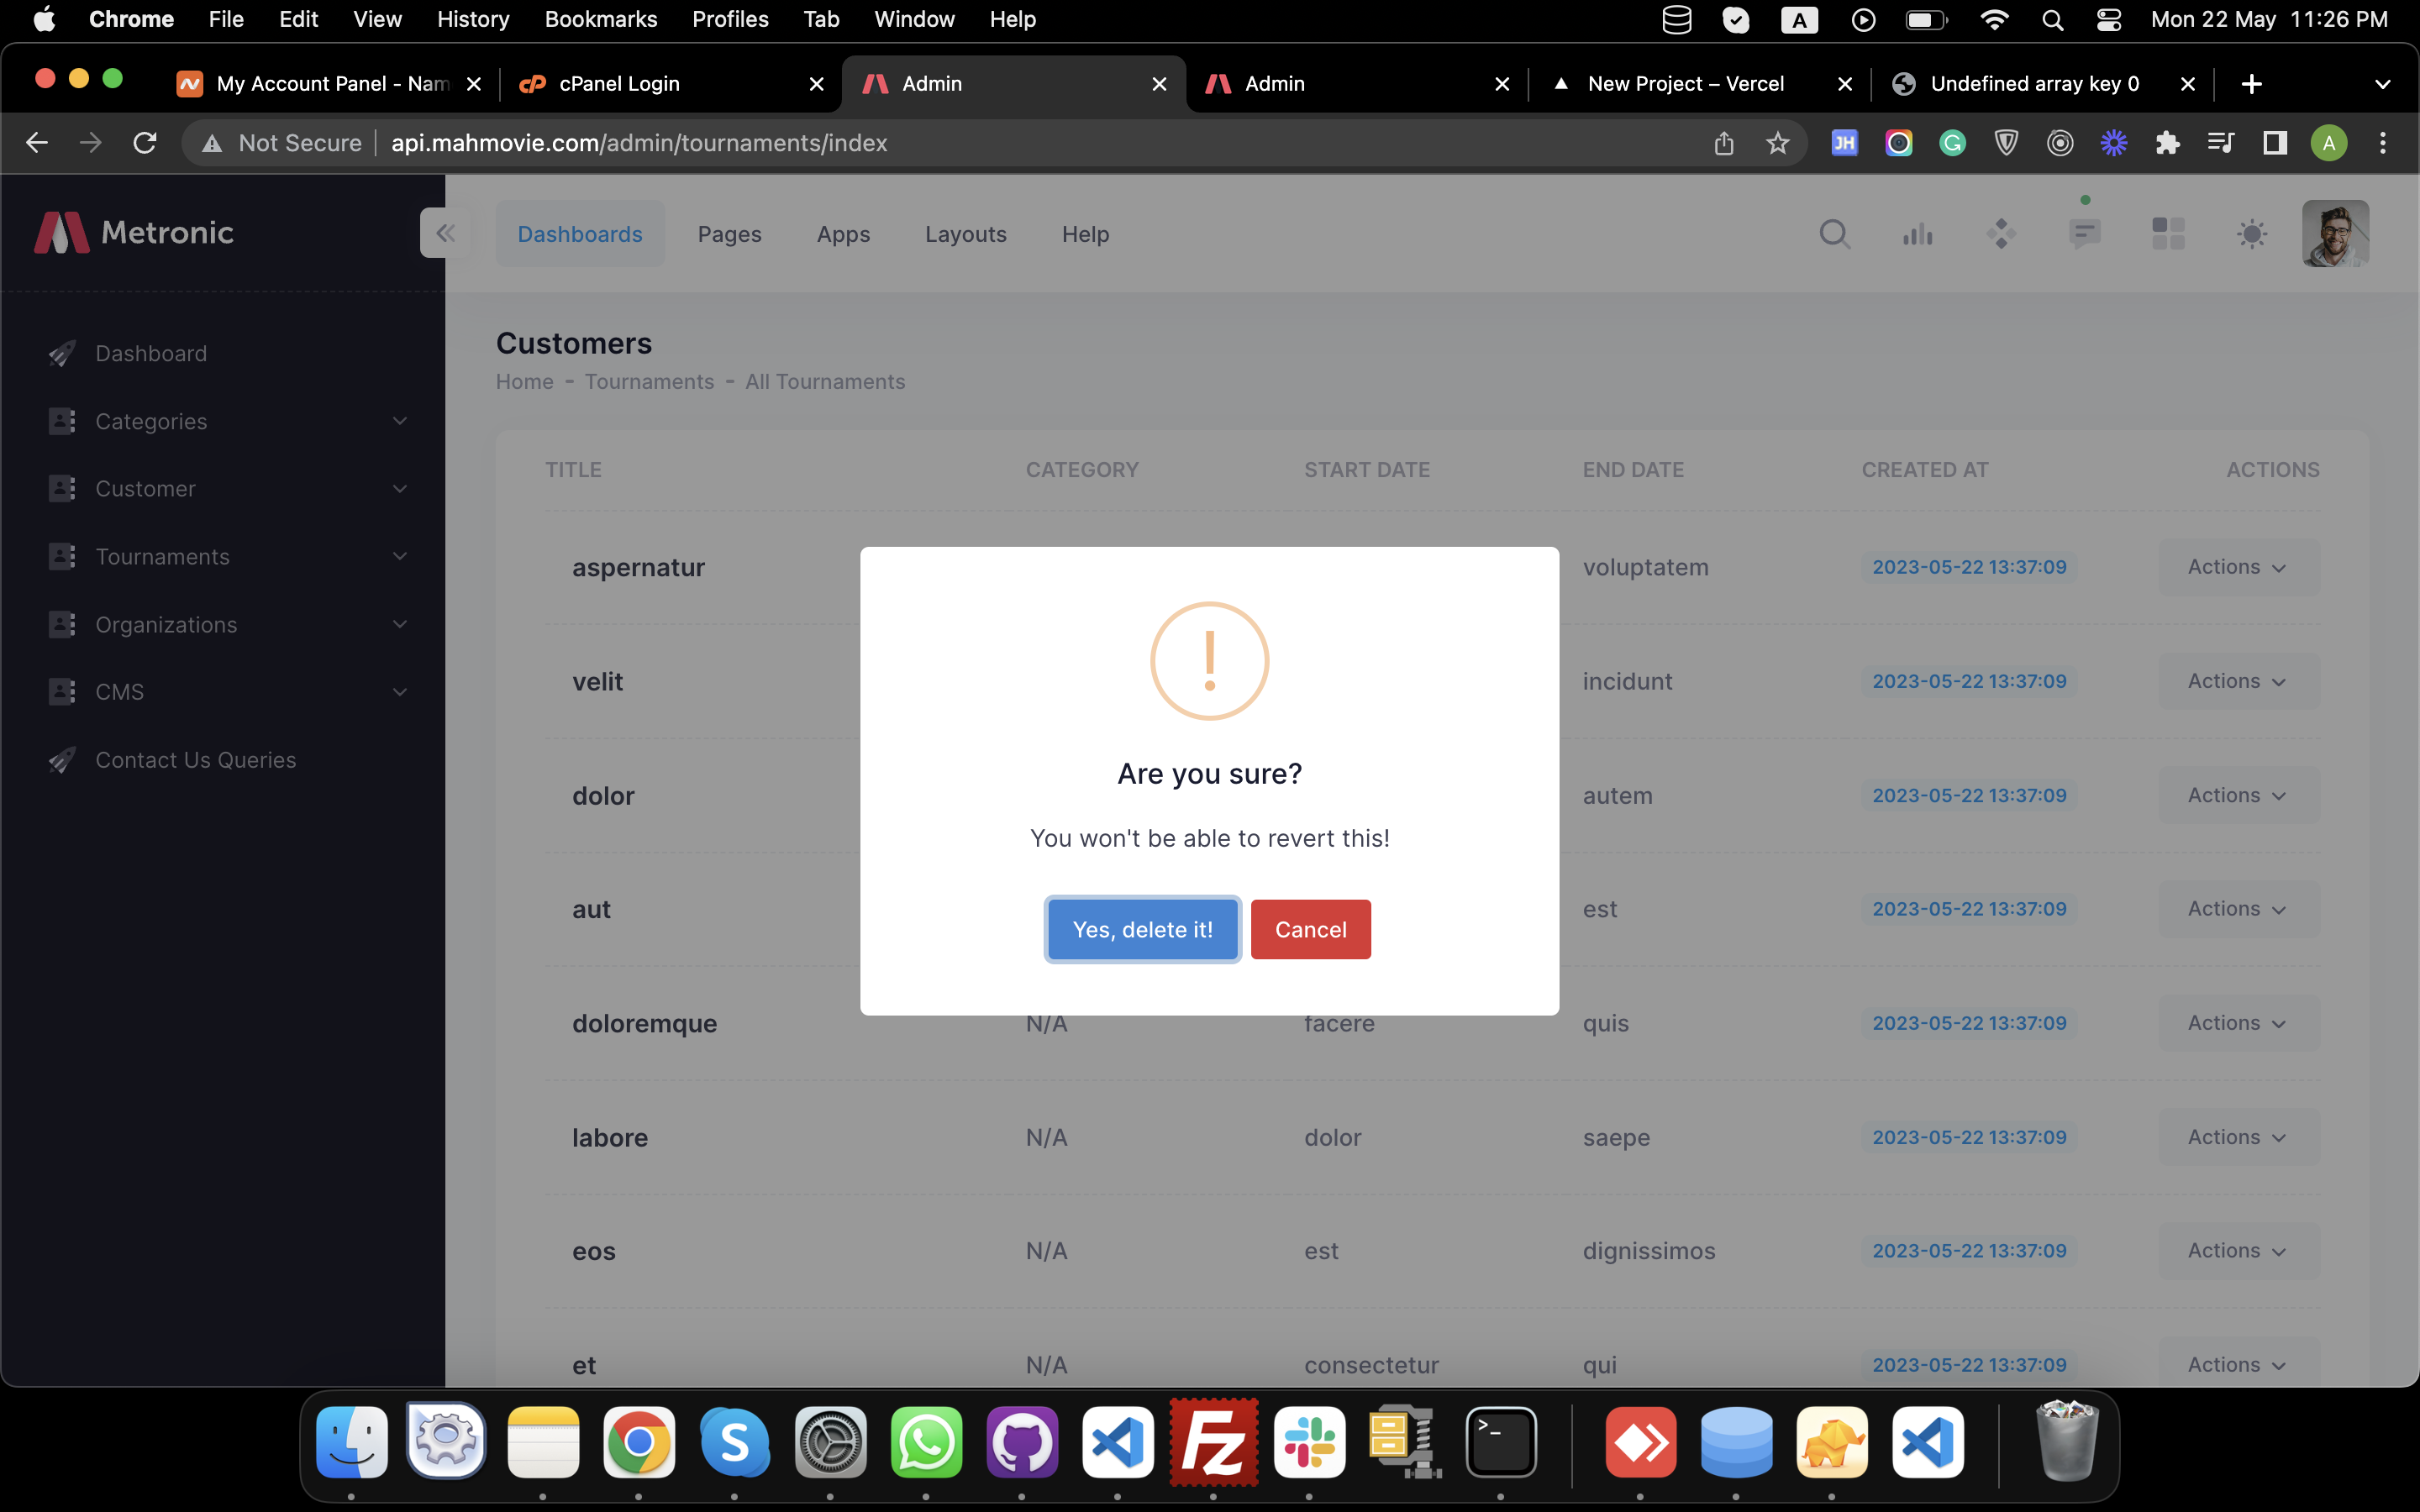 Chrome File Edit View History Bookmarks Profiles Tab Window Help A Mon 22 May 11:26 PM
My Account Panel - Nam cPanel Login Admin Admin New Project – Vercel Undefined array key 0
Not Secure api.mahmovie.com/admin/tournaments/index JH G A
Metronic
Dashboards Pages Apps Layouts Help
Dashboard
Categories
Customer
Tournaments
Organizations
CMS
Contact Us Queries
Customers
Home - Tournaments - All Tournaments
TITLE CATEGORY START DATE END DATE CREATED AT ACTIONS
aspernatur voluptatem 2023-05-22 13:37:09 Actions
velit incidunt 2023-05-22 13:37:09 Actions
dolor autem 2023-05-22 13:37:09 Actions
aut est 2023-05-22 13:37:09 Actions
doloremque N/A facere quis 2023-05-22 13:37:09 Actions
labore N/A dolor saepe 2023-05-22 13:37:09 Actions
eos N/A est dignissimos 2023-05-22 13:37:09 Actions
et N/A consectetur qui 2023-05-22 13:37:09 Actions
!
Are you sure?
You won't be able to revert this!
Yes, delete it! Cancel
S Fz >_